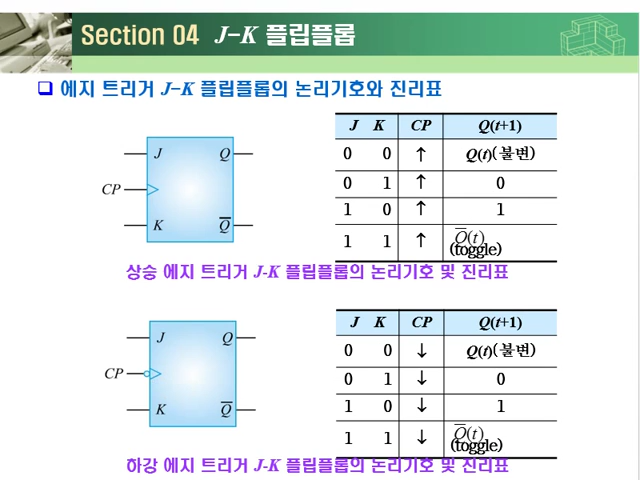 Section 04 J-K 플립플롭
에지 트리거 J-K 플립플롭의 논리기호와 진리표
J Q
CP
K Q̅
J K CP Q(t+1)
0 0 ↑ Q(t)(불변)
0 1 ↑ 0
1 0 ↑ 1
1 1 ↑ Q̅(t)
(toggle)
상승 에지 트리거 J-K 플립플롭의 논리기호 및 진리표
J Q
CP
K Q̅
J K CP Q(t+1)
0 0 ↓ Q(t)(불변)
0 1 ↓ 0
1 0 ↓ 1
1 1 ↓ Q̅(t)
(toggle)
하강 에지 트리거 J-K 플립플롭의 논리기호 및 진리표